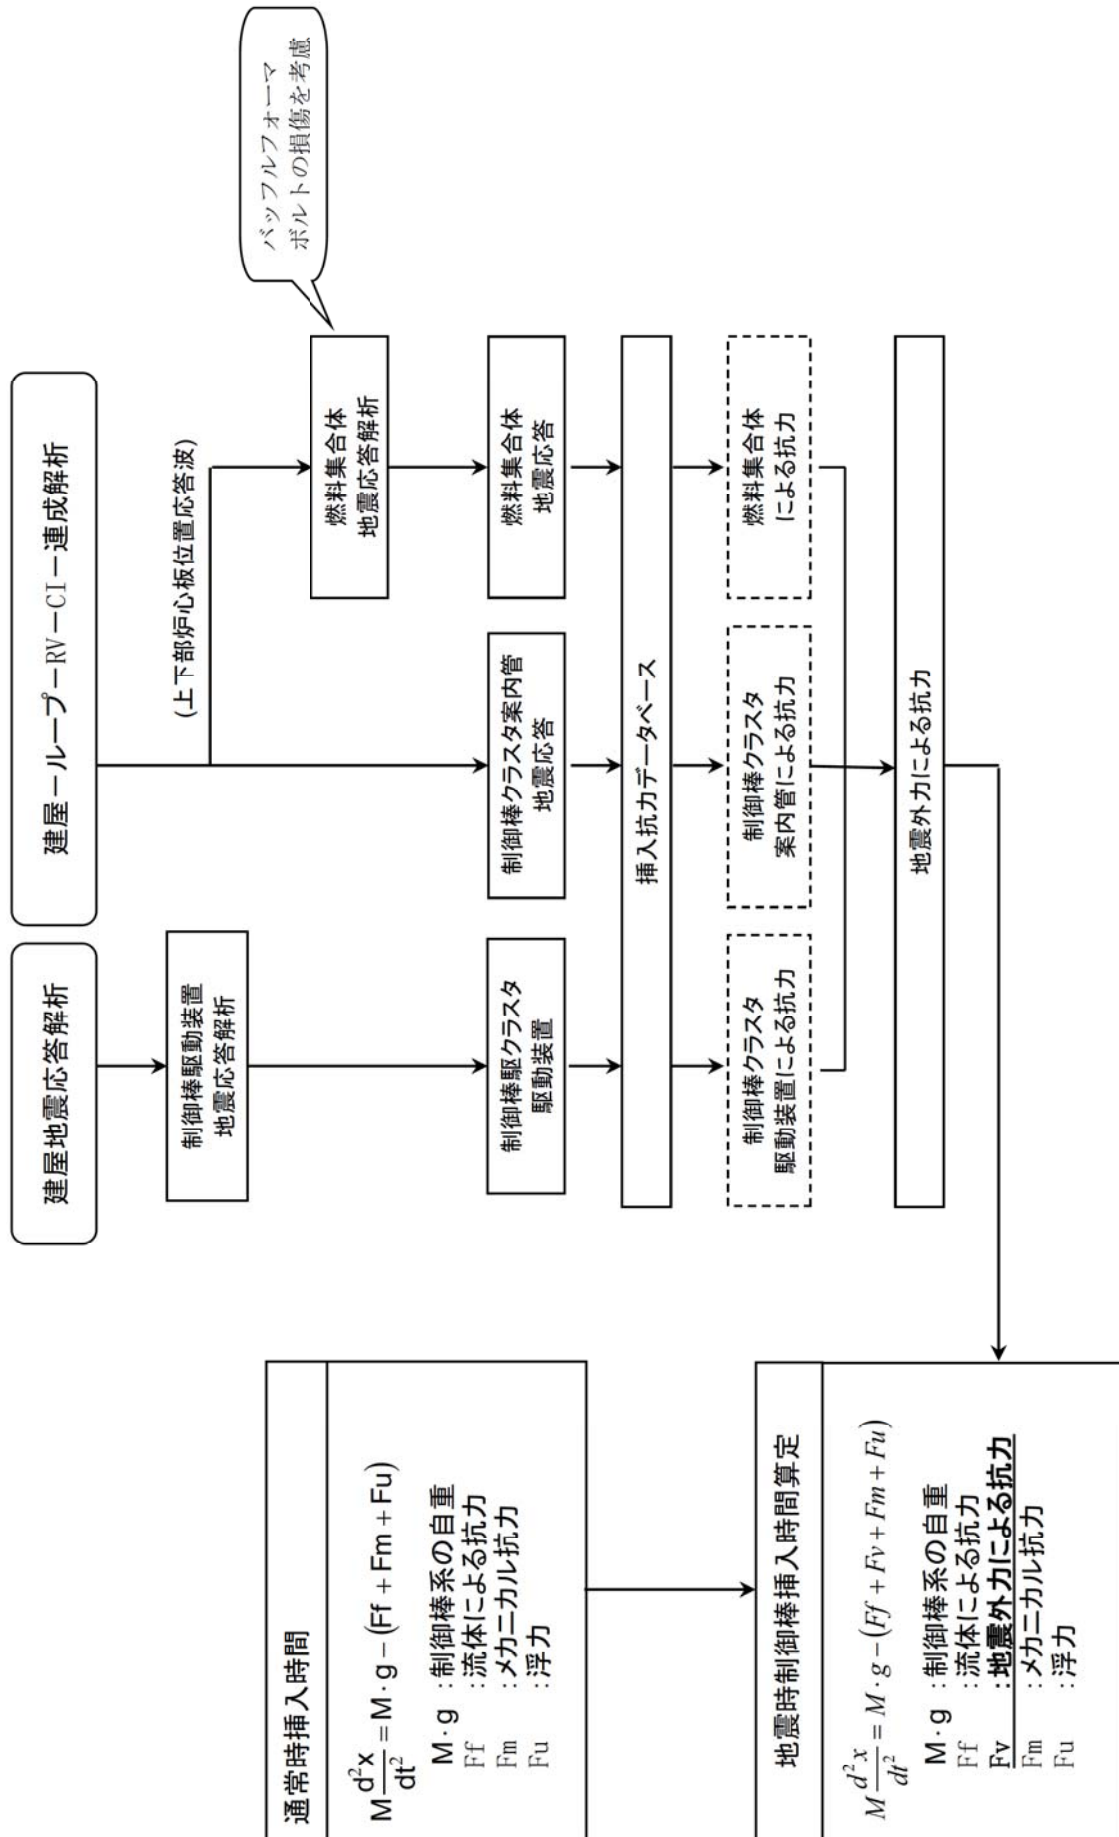 通常時挿入時間
M d²x/dt² = M·g − (Ff + Fm + Fu)
M·g :制御棒系の自重
Ff :流体による抗力
Fm :メカニカル抗力
Fu :浮力
地震時制御棒挿入時間算定
M d²x/dt² = M·g − (Ff + Fv + Fm + Fu)
M·g :制御棒系の自重
Ff :流体による抗力
Fv :地震外力による抗力
Fm :メカニカル抗力
Fu :浮力
建屋地震応答解析
建屋ーループーRV－CI－連成解析
制御棒駆動装置
地震応答解析
(上下部炉心板位置応答波)
燃料集合体
地震応答解析
バッフルフォーマ
ボルトの損傷を考慮
制御棒駆クラスタ
駆動装置
制御棒クラスタ案内管
地震応答
燃料集合体
地震応答
挿入抗力データベース
制御棒クラスタ
駆動装置による抗力
制御棒クラスタ
案内管による抗力
燃料集合体
による抗力
地震外力による抗力